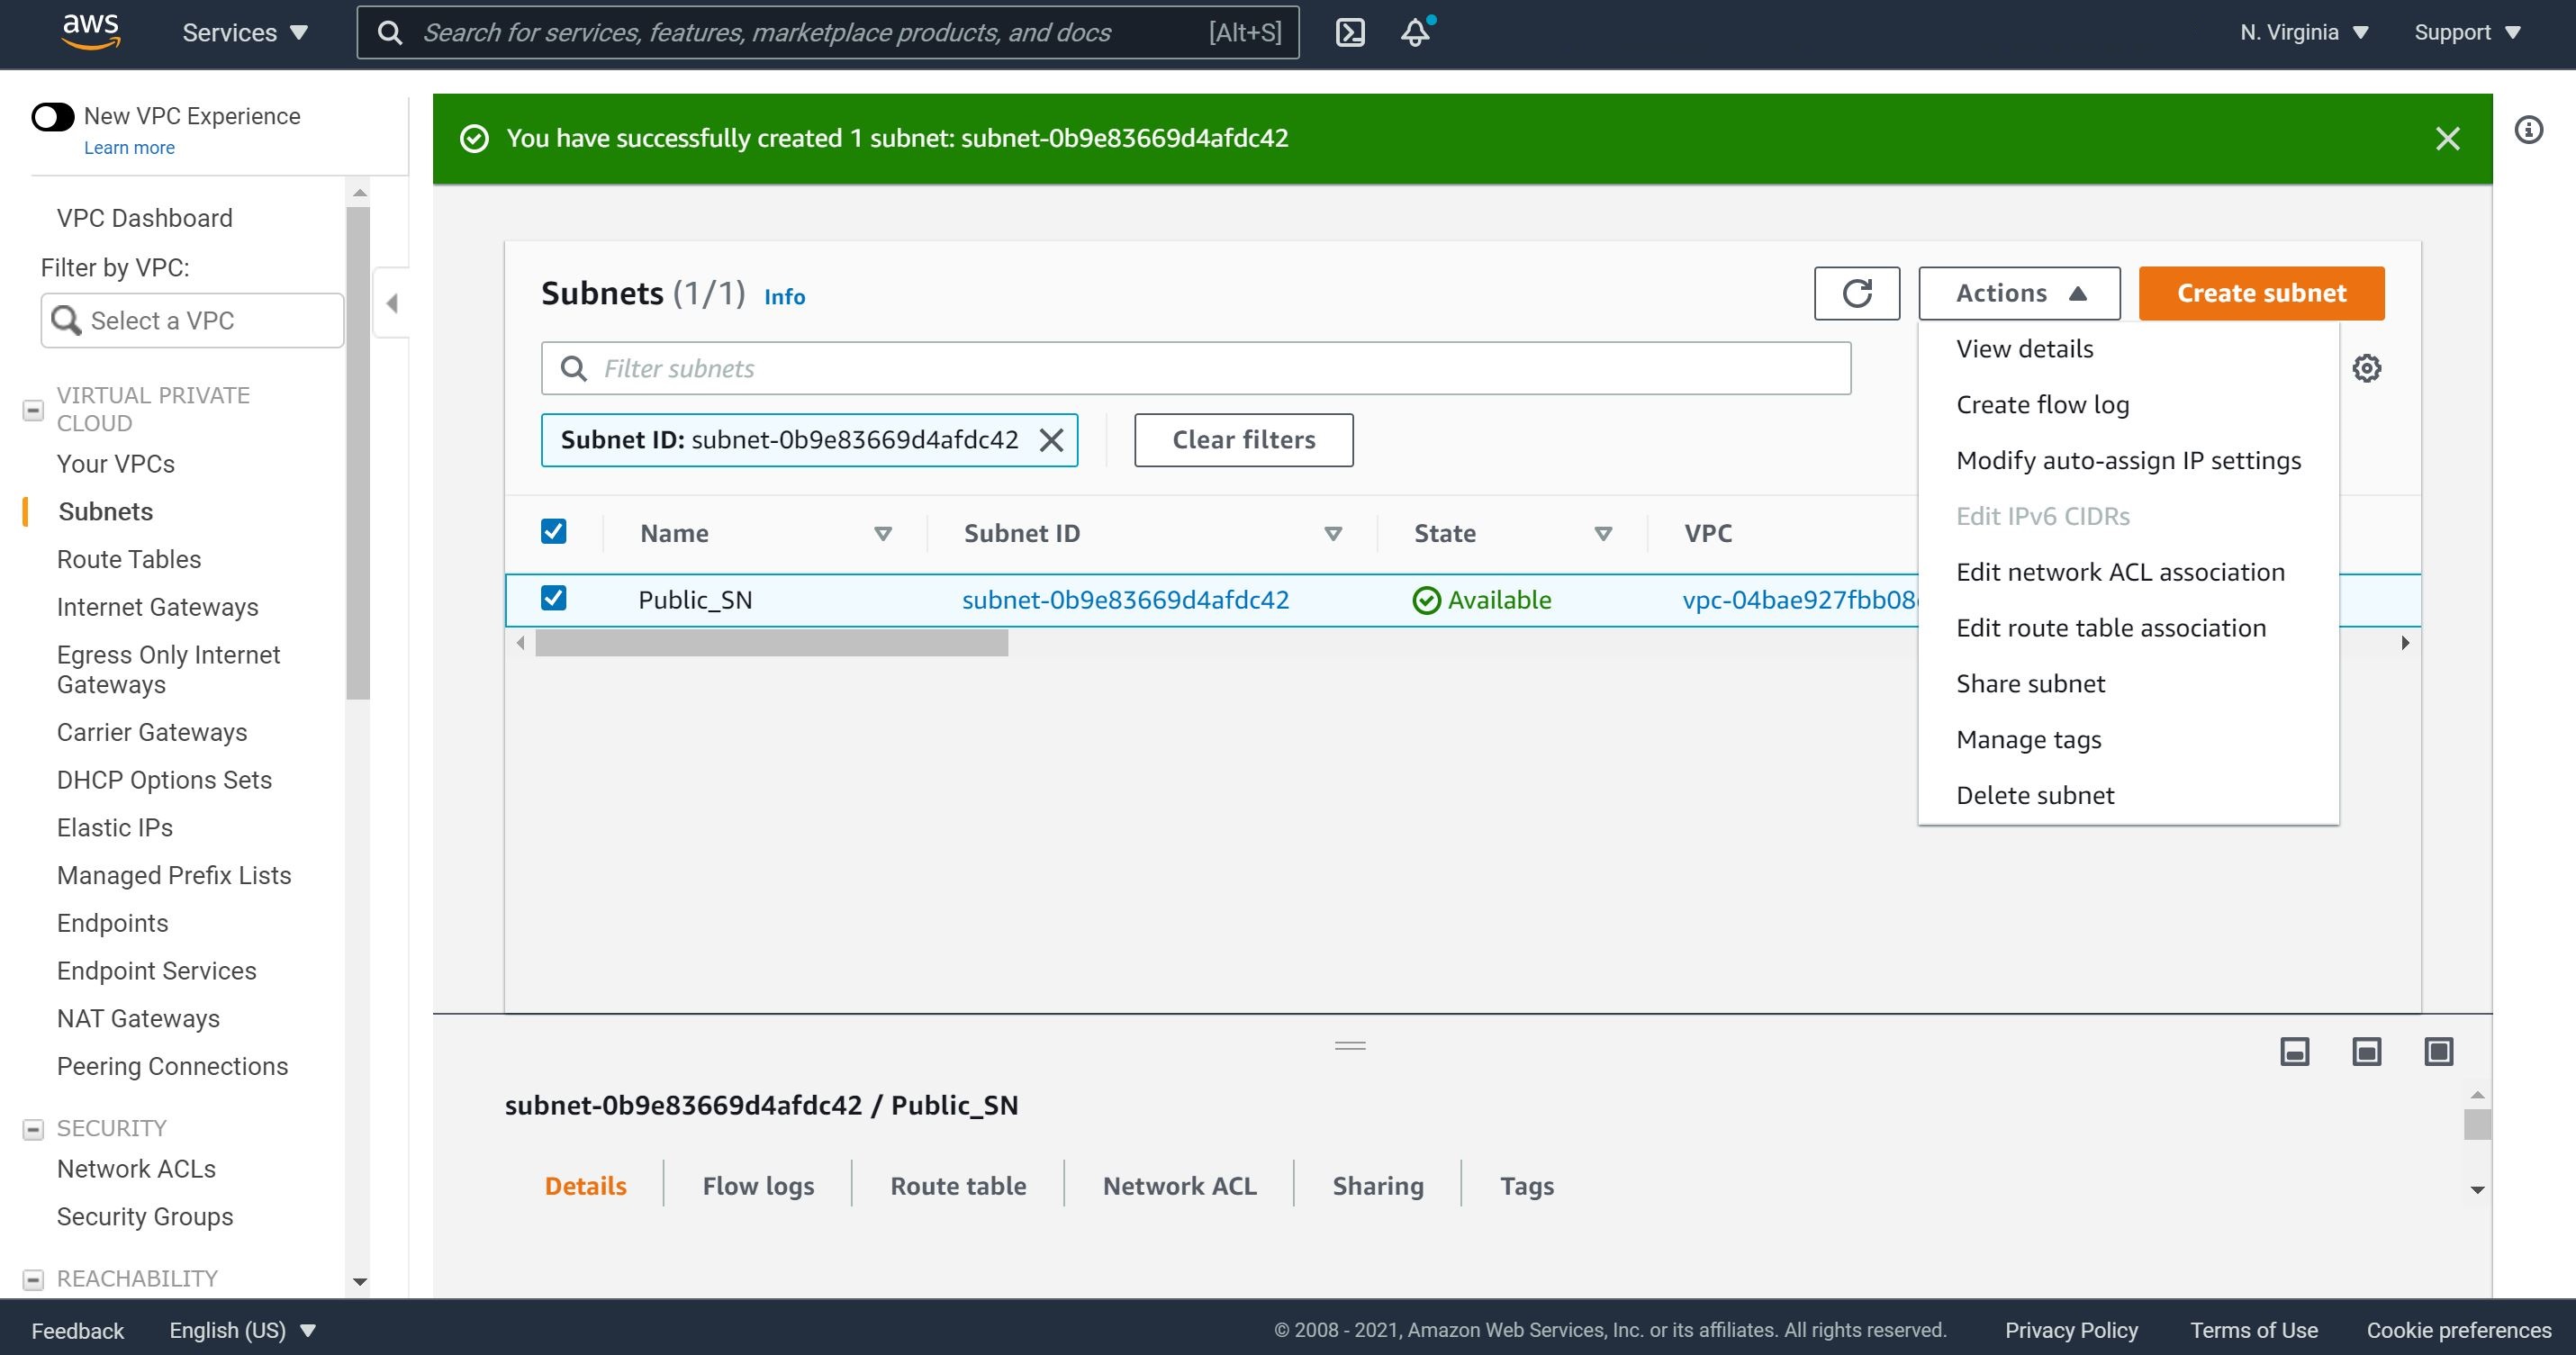 aws
Services
Search for services, features, marketplace products, and docs
[Alt+S]
N. Virginia
Support
New VPC Experience
Learn more
VPC Dashboard
Filter by VPC:
Select a VPC
VIRTUAL PRIVATE
CLOUD
Your VPCs
Subnets
Route Tables
Internet Gateways
Egress Only Internet
Gateways
Carrier Gateways
DHCP Options Sets
Elastic IPs
Managed Prefix Lists
Endpoints
Endpoint Services
NAT Gateways
Peering Connections
SECURITY
Network ACLs
Security Groups
REACHABILITY
You have successfully created 1 subnet: subnet-0b9e83669d4afdc42
Subnets (1/1) Info
Actions
Create subnet
Filter subnets
Subnet ID: subnet-0b9e83669d4afdc42
Clear filters
Name
Subnet ID
State
VPC
Public_SN
subnet-0b9e83669d4afdc42
Available
vpc-04bae927fbb08
View details
Create flow log
Modify auto-assign IP settings
Edit IPv6 CIDRs
Edit network ACL association
Edit route table association
Share subnet
Manage tags
Delete subnet
subnet-0b9e83669d4afdc42 / Public_SN
Details
Flow logs
Route table
Network ACL
Sharing
Tags
Feedback
English (US)
© 2008 - 2021, Amazon Web Services, Inc. or its affiliates. All rights reserved.
Privacy Policy
Terms of Use
Cookie preferences